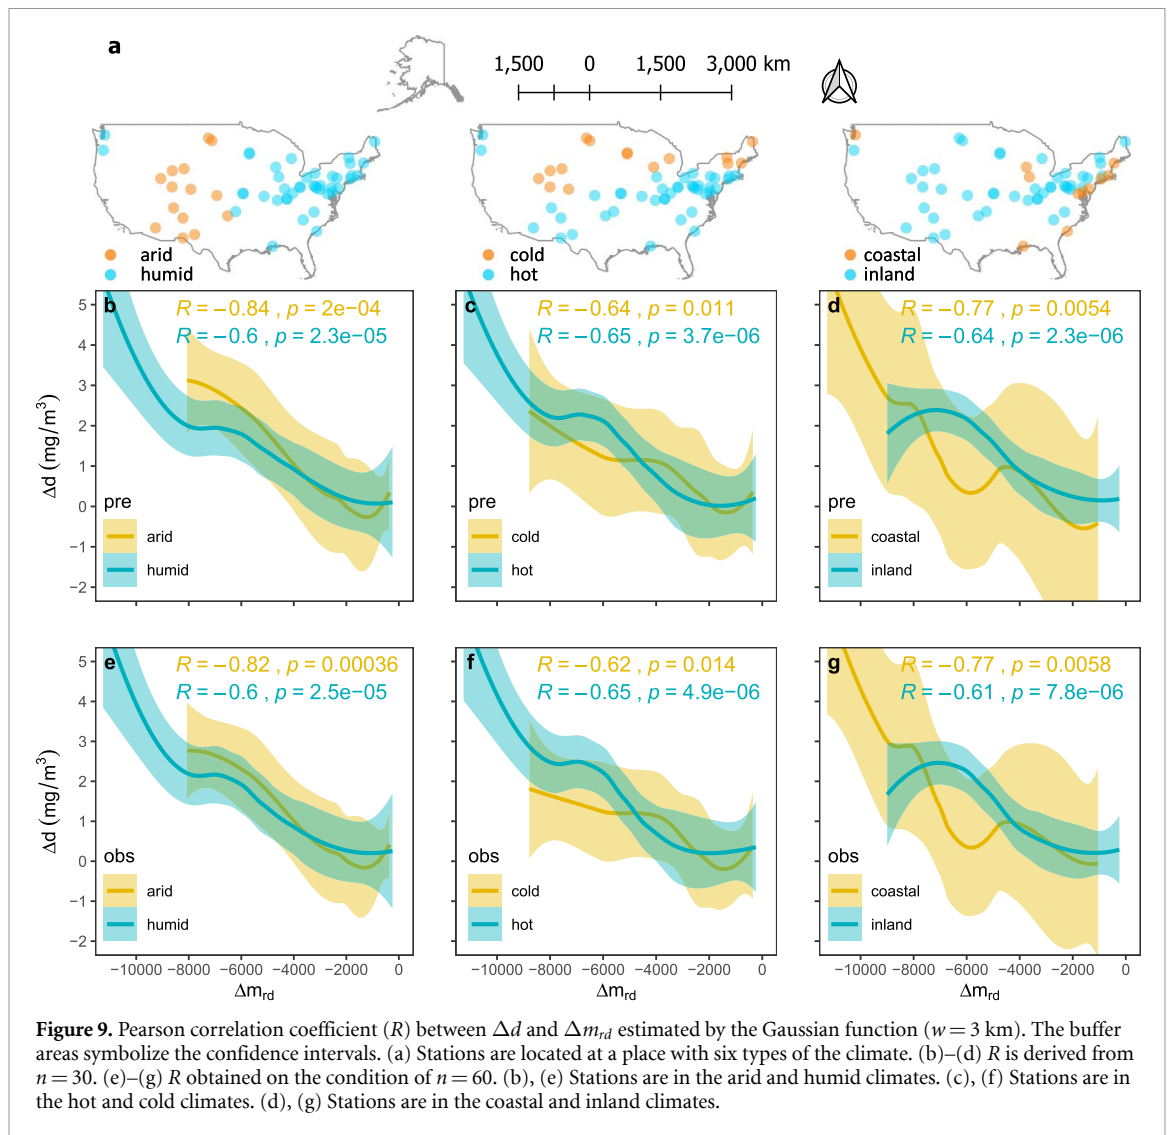 a
1,500 0 1,500 3,000 km
arid
humid
cold
hot
coastal
inland
b
R = −0.84 , p = 2e−04
R = −0.6 , p = 2.3e−05
c
R = −0.64 , p = 0.011
R = −0.65 , p = 3.7e−06
d
R = −0.77 , p = 0.0054
R = −0.64 , p = 2.3e−06
5
4
3
2
1
0
−1
−2
Δd (mg/m³)
pre
arid
humid
pre
cold
hot
pre
coastal
inland
e
R = −0.82 , p = 0.00036
R = −0.6 , p = 2.5e−05
f
R = −0.62 , p = 0.014
R = −0.65 , p = 4.9e−06
g
R = −0.77 , p = 0.0058
R = −0.61 , p = 7.8e−06
5
4
3
2
1
0
−1
−2
Δd (mg/m³)
obs
arid
humid
obs
cold
hot
obs
coastal
inland
−10000 −8000 −6000 −4000 −2000 0
−10000 −8000 −6000 −4000 −2000 0
−10000 −8000 −6000 −4000 −2000 0
Δmrd
Δmrd
Δmrd
Figure 9. Pearson correlation coefficient (R) between Δd and Δmrd estimated by the Gaussian function (w = 3 km). The buffer
areas symbolize the confidence intervals. (a) Stations are located at a place with six types of the climate. (b)–(d) R is derived from
n = 30. (e)–(g) R obtained on the condition of n = 60. (b), (e) Stations are in the arid and humid climates. (c), (f) Stations are in
the hot and cold climates. (d), (g) Stations are in the coastal and inland climates.